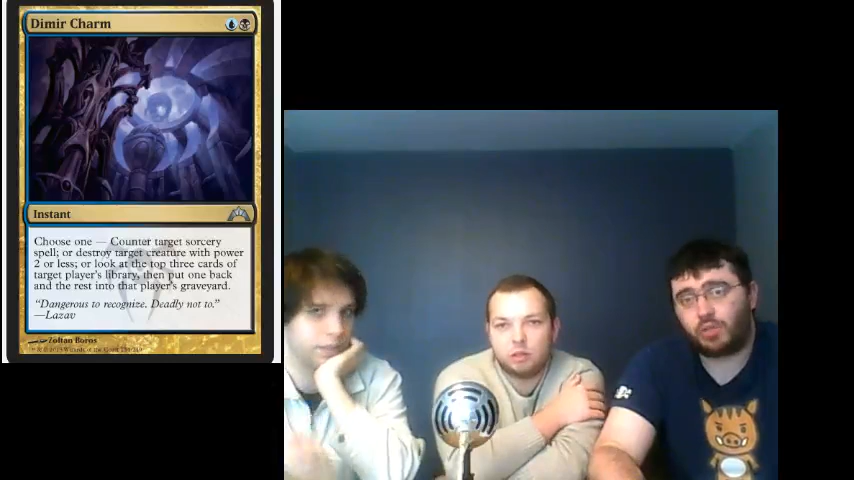 Dimir Charm
Instant
Choose one — Counter target sorcery
spell; or destroy target creature with power
2 or less; or look at the top three cards of
target player's library, then put one back
and the rest into that player's graveyard.
"Dangerous to recognize. Deadly not to."
—Lazav
Zoltan Boros